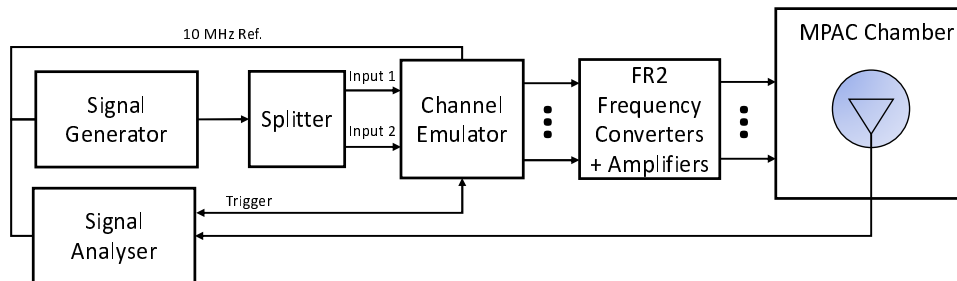 10 MHz Ref.
MPAC Chamber
Signal
Generator
Splitter
Input 1
Input 2
Channel
Emulator
FR2
Frequency
Converters
+ Amplifiers
Trigger
Signal
Analyser